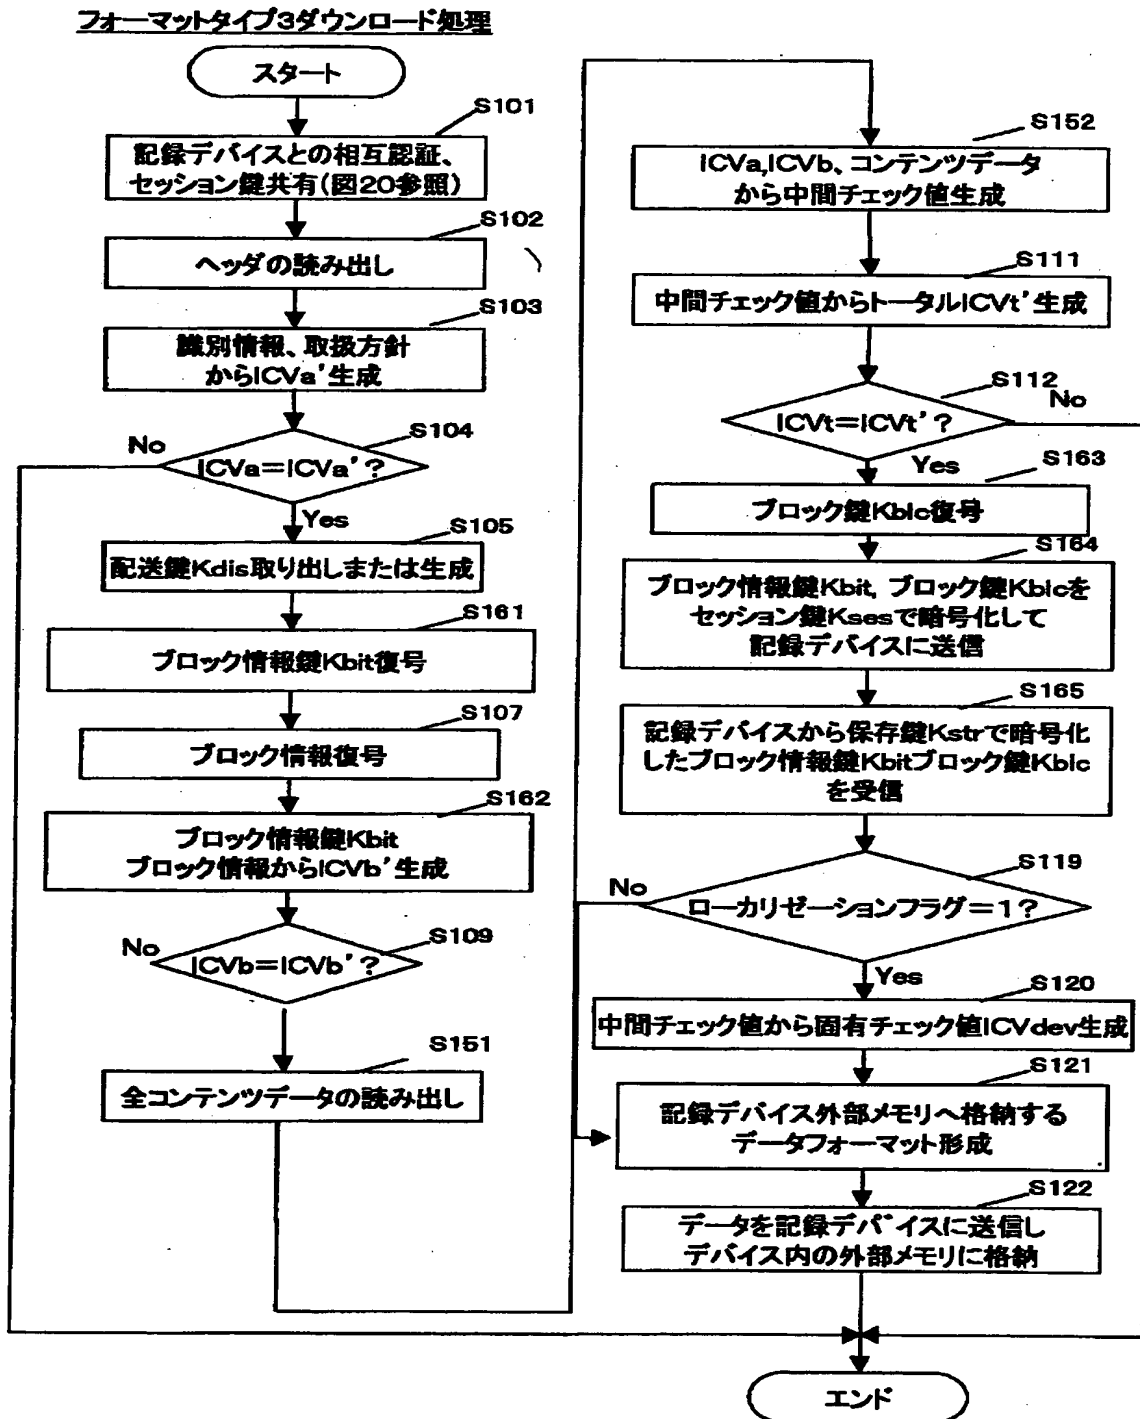 フォーマットタイプ3ダウンロード処理
スタート
S101
記録デバイスとの相互認証、
セッション鍵共有(図20参照)
S102
ヘッダの読み出し
S103
識別情報、取扱方針
からICVa'生成
S104
No
ICVa=ICVa'?
Yes
S105
配送鍵Kdis取り出しまたは生成
S161
ブロック情報鍵Kbit復号
S107
ブロック情報復号
S162
ブロック情報鍵Kbit
ブロック情報からICVb'生成
S109
No
ICVb=ICVb'?
S151
全コンテンツデータの読み出し
S152
ICVa,ICVb、コンテンツデータ
から中間チェック値生成
S111
中間チェック値からトータルICVt'生成
S112
No
ICVt=ICVt'?
Yes
S163
ブロック鍵Kblc復号
S164
ブロック情報鍵Kbit, ブロック鍵Kblcを
セッション鍵Ksesで暗号化して
記録デバイスに送信
S165
記録デバイスから保存鍵Kstrで暗号化
したブロック情報鍵Kbitブロック鍵Kblc
を受信
S119
No
ローカリゼーションフラグ=1?
Yes
S120
中間チェック値から固有チェック値ICVdev生成
S121
記録デバイス外部メモリへ格納する
データフォーマット形成
S122
データを記録デバイスに送信し
デバイス内の外部メモリに格納
エンド